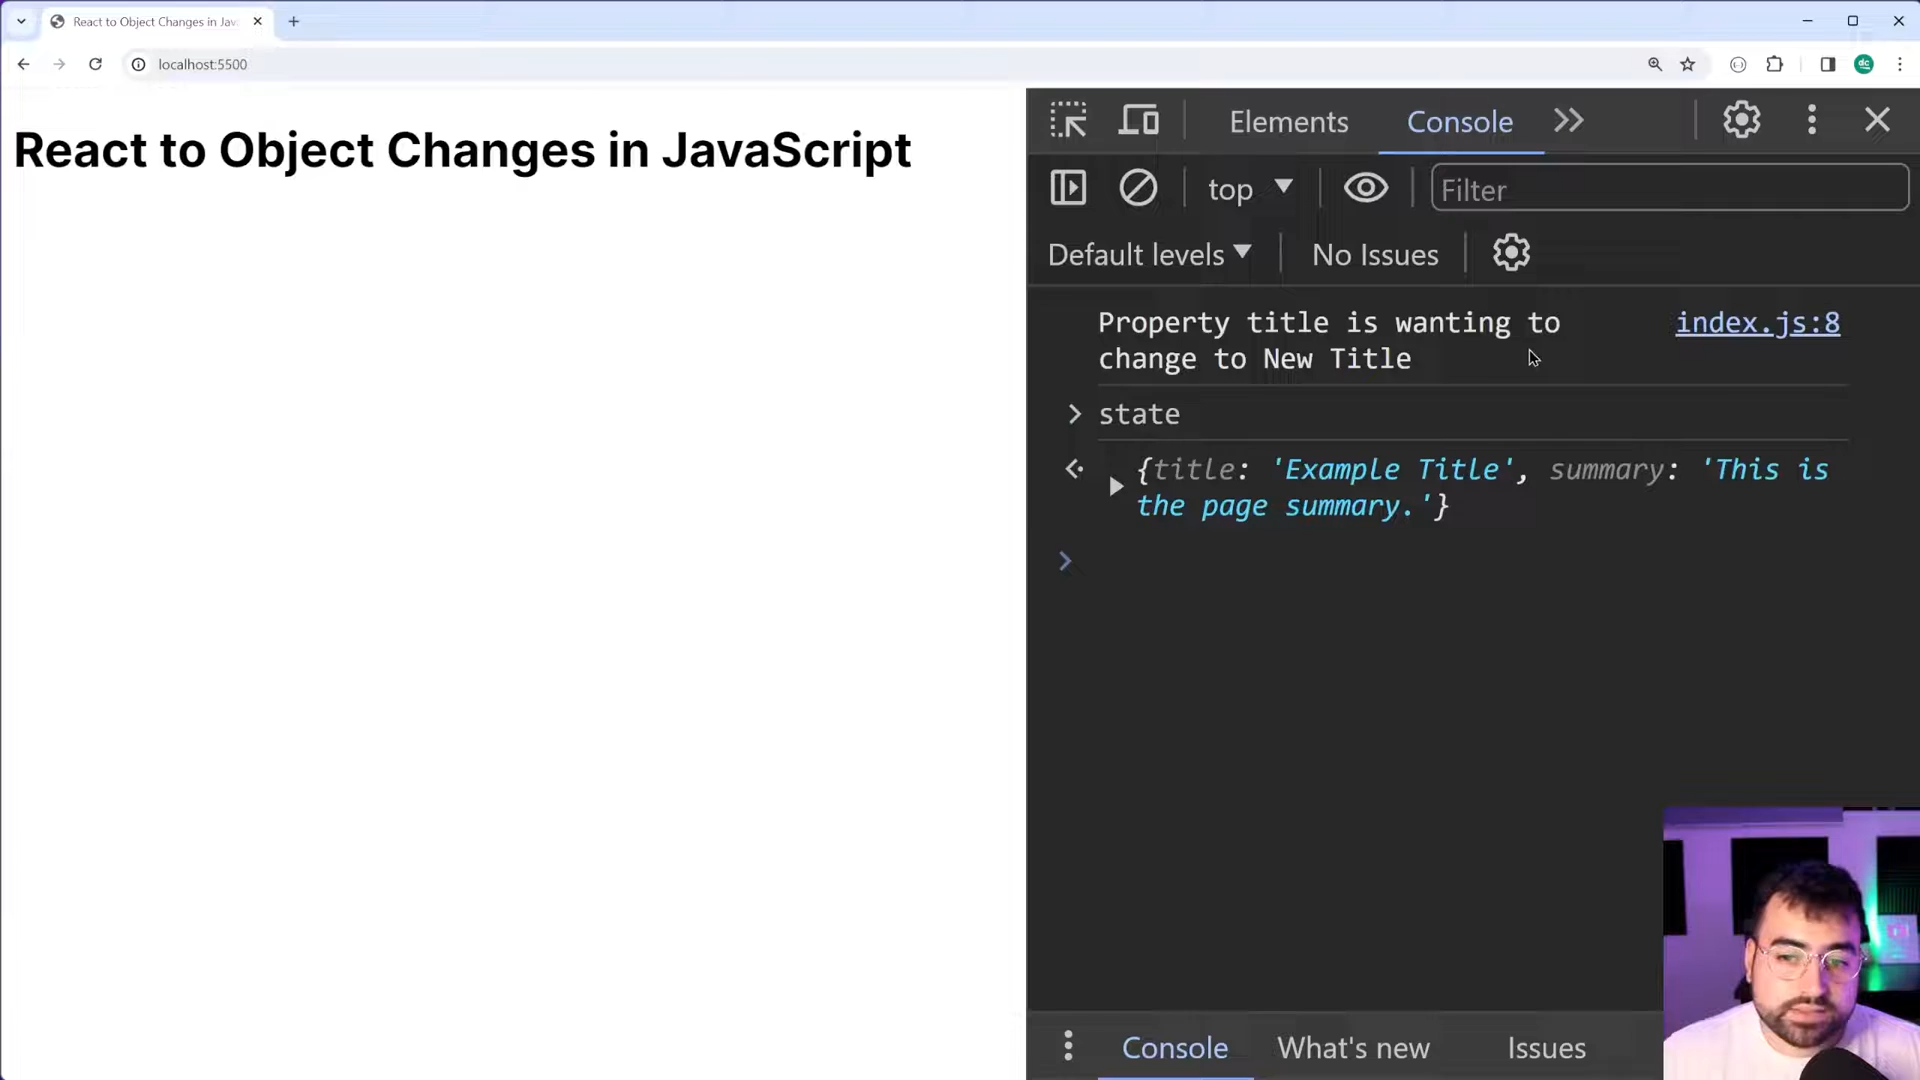 React to Object Changes in Jav
localhost:5500
React to Object Changes in JavaScript
Elements
Console
top
Filter
Default levels
No Issues
Property title is wanting to
change to New Title
index.js:8
state
{title: 'Example Title', summary: 'This is
the page summary.'}
Console
What's new
Issues